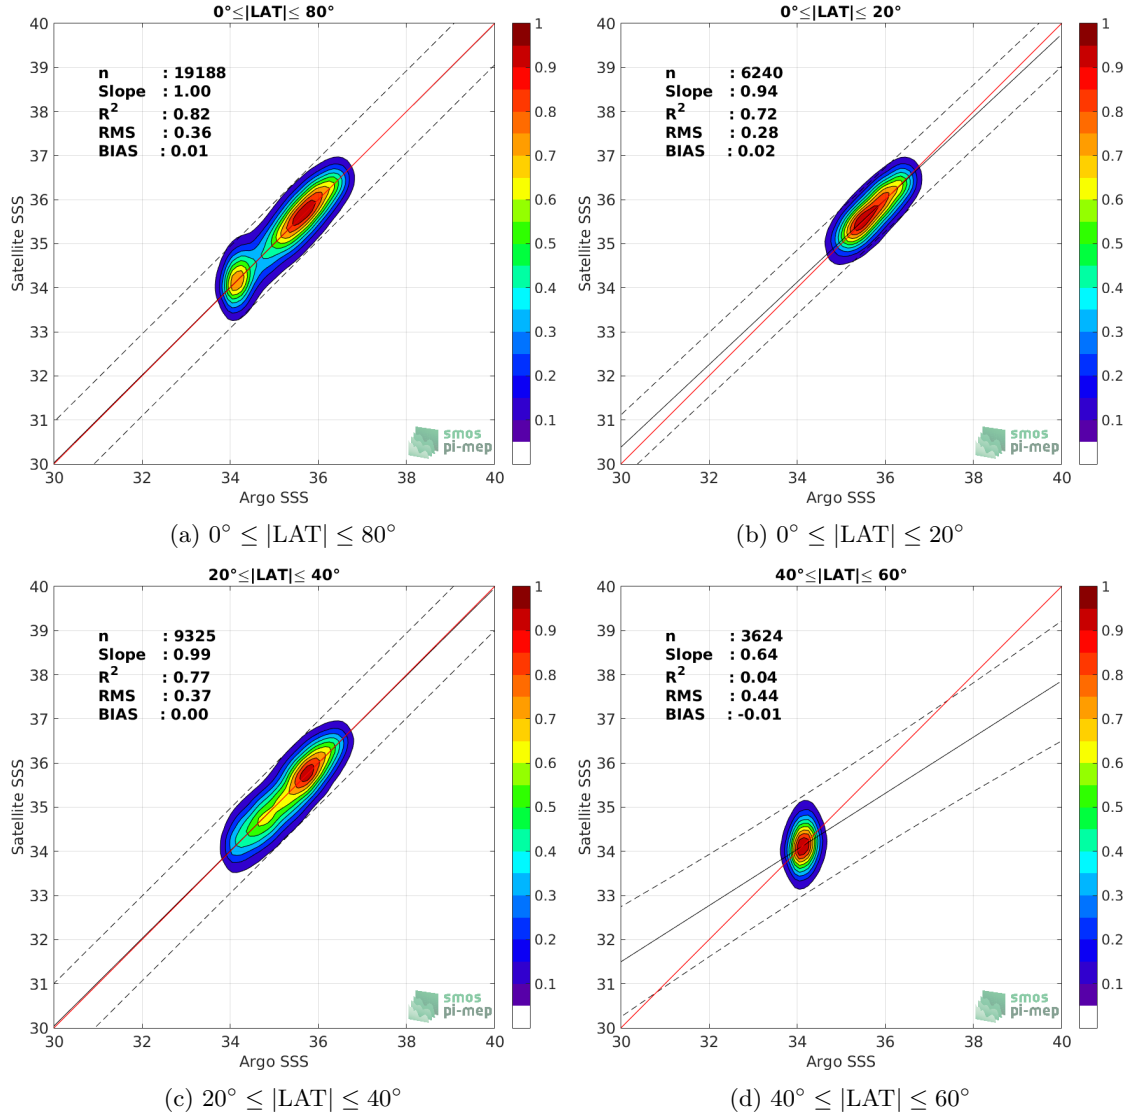 0°≤|LAT|≤ 80°
n : 19188
Slope : 1.00
R2 : 0.82
RMS : 0.36
BIAS : 0.01
Satellite SSS
40
39
38
37
36
35
34
33
32
31
30
30 32 34 36 38 40
Argo SSS
smos
pi-mep
1
0.9
0.8
0.7
0.6
0.5
0.4
0.3
0.2
0.1
(a) 0° ≤ |LAT| ≤ 80°
0°≤|LAT|≤ 20°
n : 6240
Slope : 0.94
R2 : 0.72
RMS : 0.28
BIAS : 0.02
Satellite SSS
40
39
38
37
36
35
34
33
32
31
30
30 32 34 36 38 40
Argo SSS
smos
pi-mep
1
0.9
0.8
0.7
0.6
0.5
0.4
0.3
0.2
0.1
(b) 0° ≤ |LAT| ≤ 20°
20°≤|LAT|≤ 40°
n : 9325
Slope : 0.99
R2 : 0.77
RMS : 0.37
BIAS : 0.00
Satellite SSS
40
39
38
37
36
35
34
33
32
31
30
30 32 34 36 38 40
Argo SSS
smos
pi-mep
1
0.9
0.8
0.7
0.6
0.5
0.4
0.3
0.2
0.1
(c) 20° ≤ |LAT| ≤ 40°
40°≤|LAT|≤ 60°
n : 3624
Slope : 0.64
R2 : 0.04
RMS : 0.44
BIAS : -0.01
Satellite SSS
40
39
38
37
36
35
34
33
32
31
30
30 32 34 36 38 40
Argo SSS
smos
pi-mep
1
0.9
0.8
0.7
0.6
0.5
0.4
0.3
0.2
0.1
(d) 40° ≤ |LAT| ≤ 60°